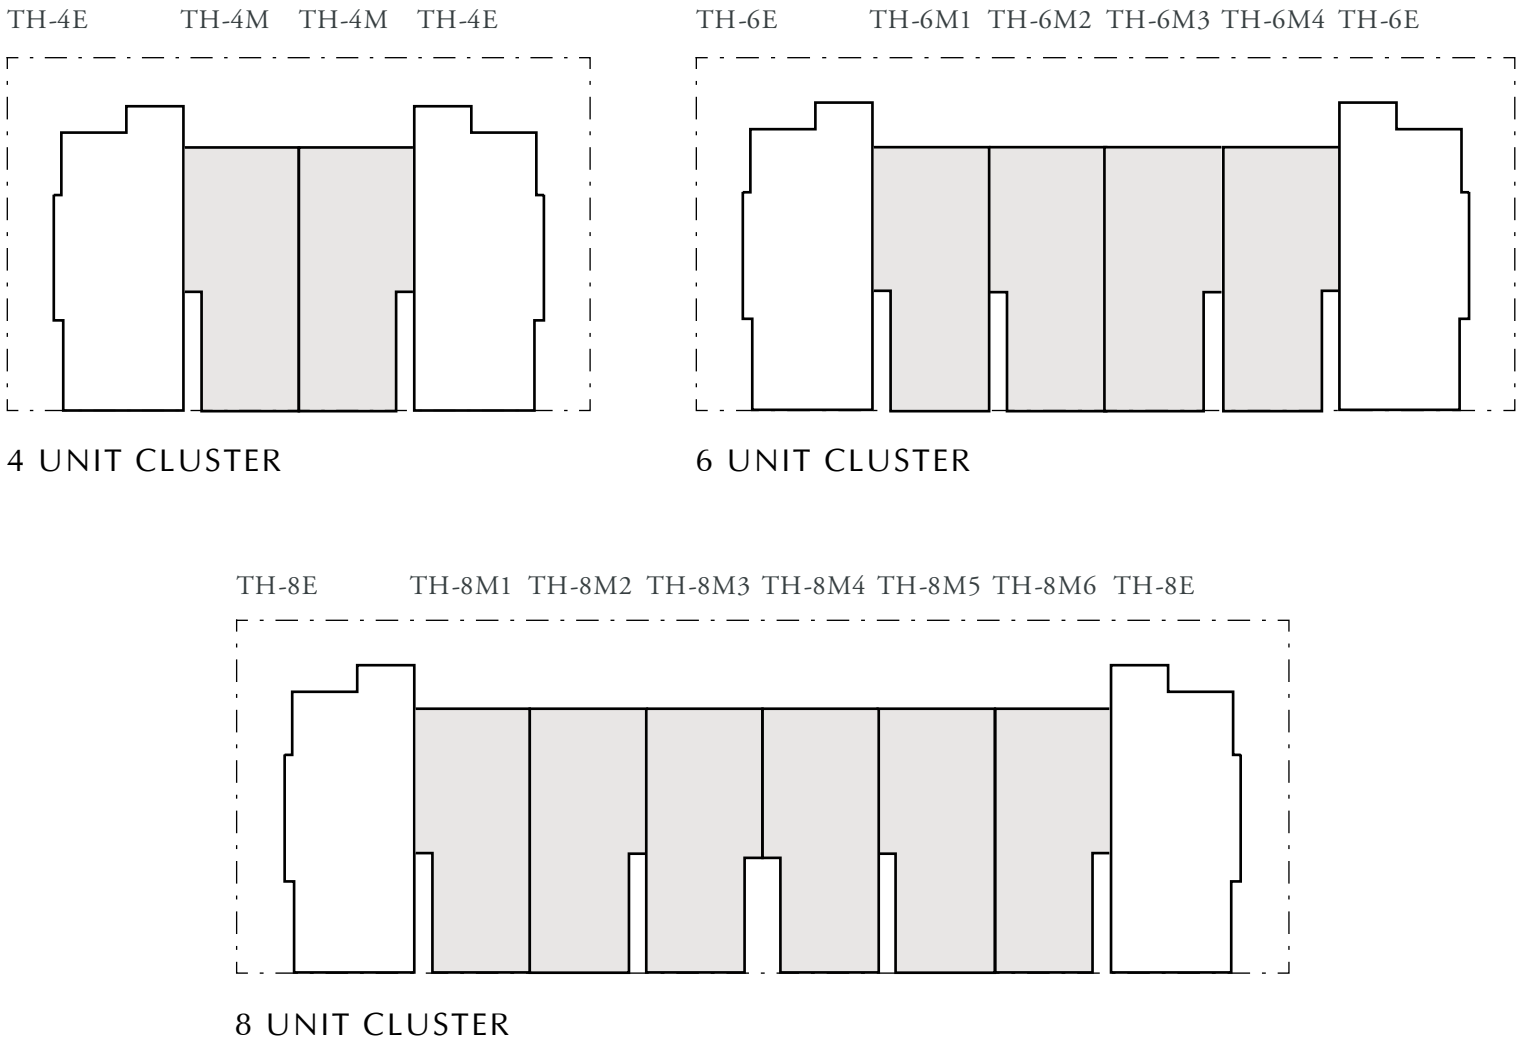 TH-4E TH-4M TH-4M TH-4E
TH-6E TH-6M1 TH-6M2 TH-6M3 TH-6M4 TH-6E
4 UNIT CLUSTER
6 UNIT CLUSTER
TH-8E TH-8M1 TH-8M2 TH-8M3 TH-8M4 TH-8M5 TH-8M6 TH-8E
8 UNIT CLUSTER